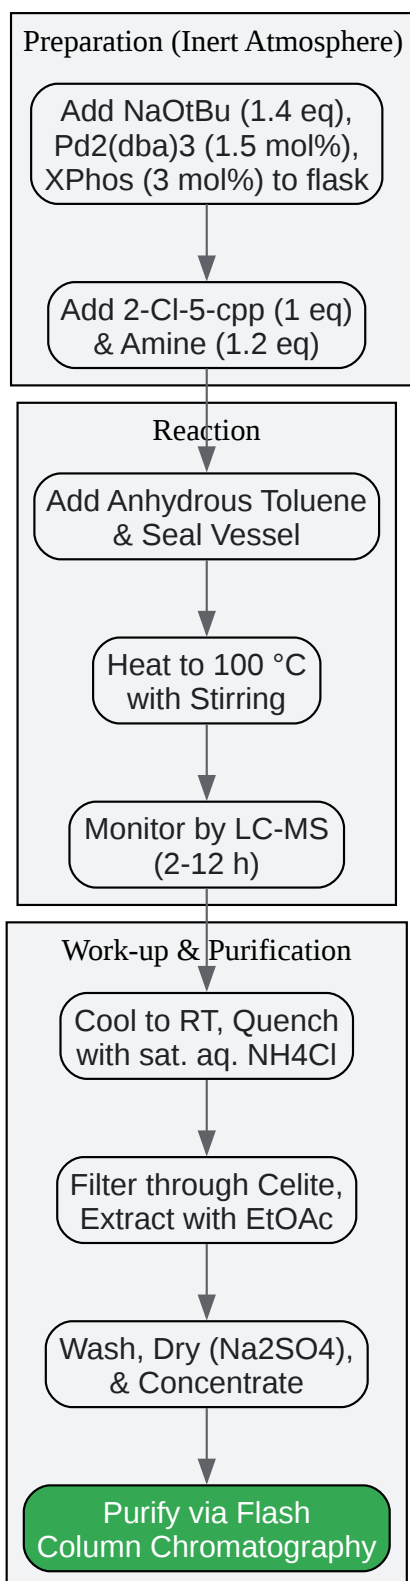 Preparation (Inert Atmosphere)
Add NaOtBu (1.4 eq),
Pd2(dba)3 (1.5 mol%),
XPhos (3 mol%) to flask
Add 2-Cl-5-cpp (1 eq)
& Amine (1.2 eq)
Reaction
Add Anhydrous Toluene
& Seal Vessel
Heat to 100 °C
with Stirring
Monitor by LC-MS
(2-12 h)
Work-up & Purification
Cool to RT, Quench
with sat. aq. NH4Cl
Filter through Celite,
Extract with EtOAc
Wash, Dry (Na2SO4),
& Concentrate
Purify via Flash
Column Chromatography